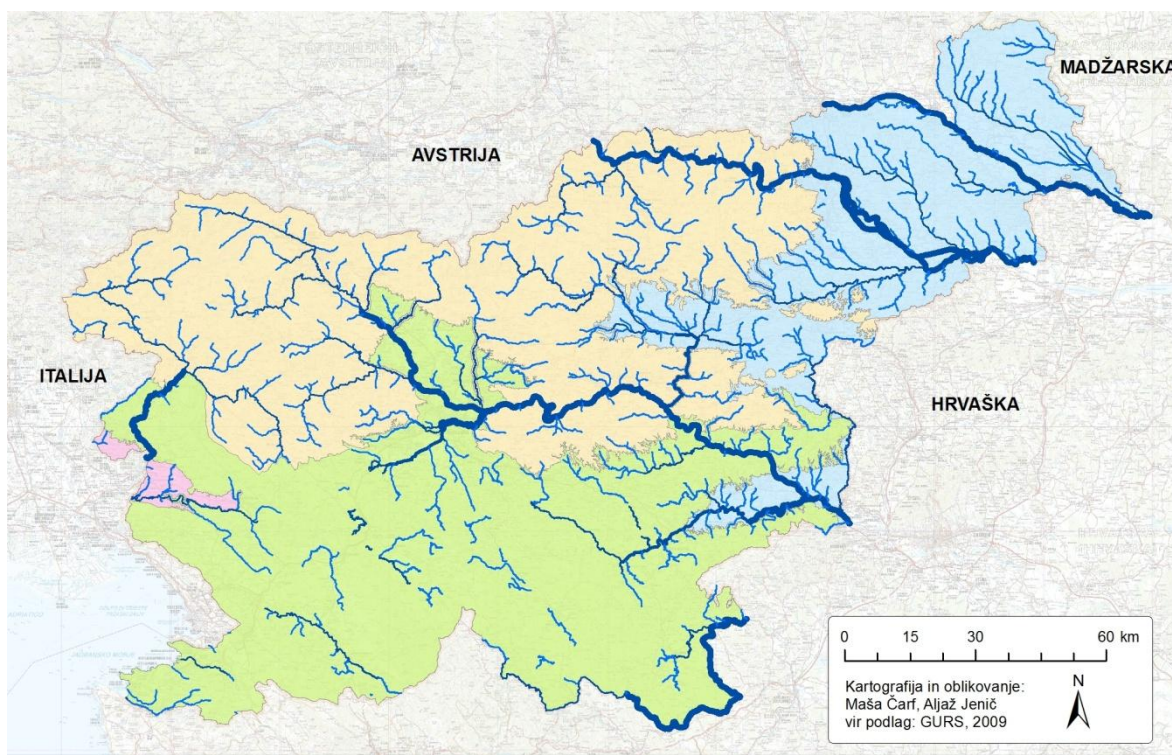 MADŽARSKA
AVSTRIJA
ITALIJA
HRVAŠKA
0 15 30 60 km
Kartografija in oblikovanje:
Maša Čarf, Aljaž Jenič
vir podlag: GURS, 2009
N